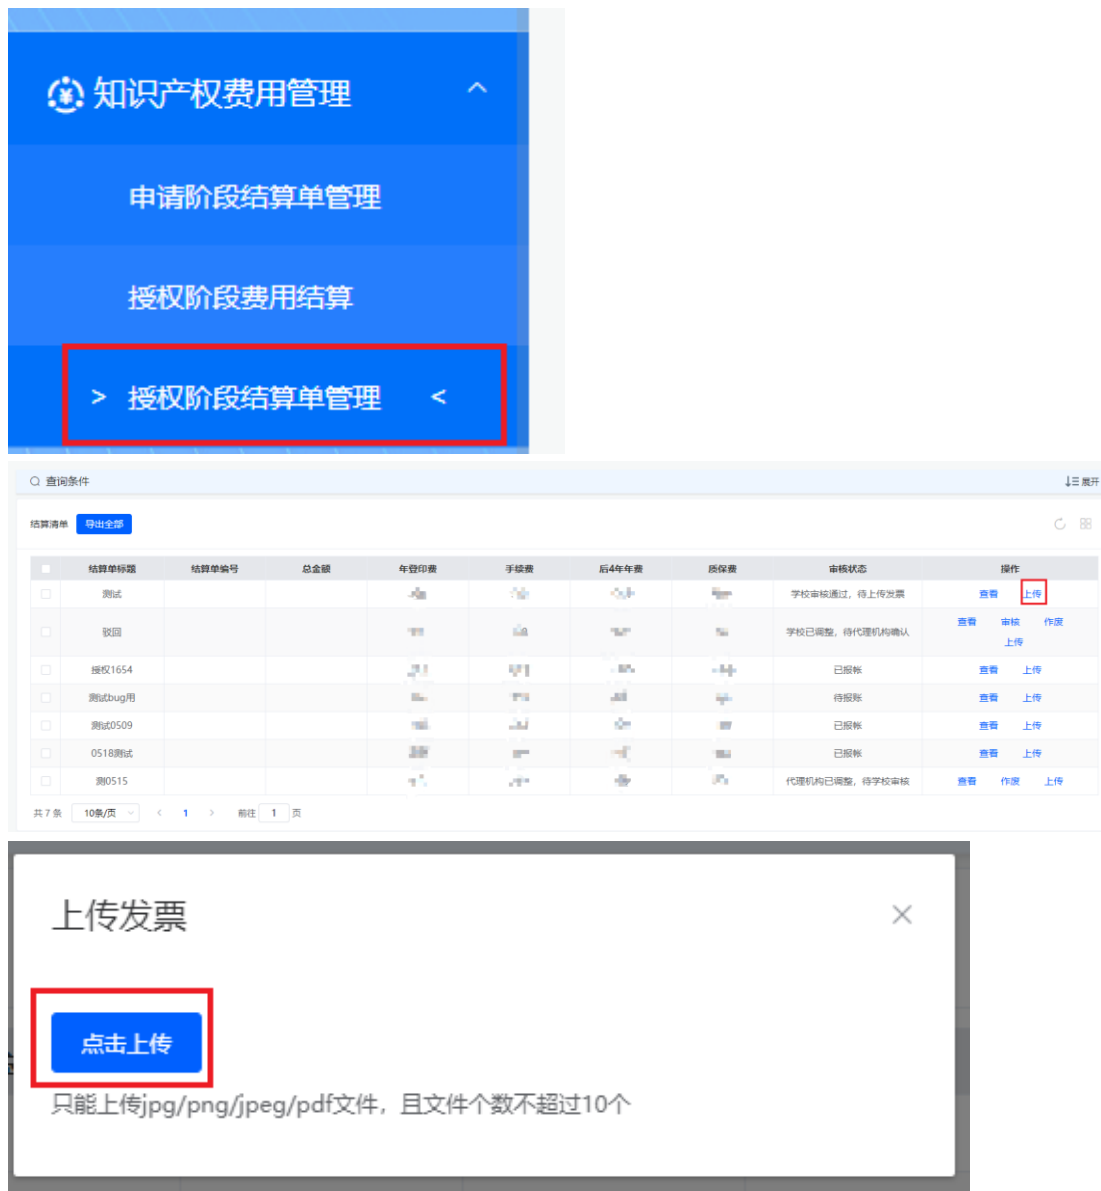 知识产权费用管理
申请阶段结算单管理
授权阶段费用结算
> 授权阶段结算单管理 <
查询条件 展开
结算清单 导出全部
结算单标题 结算单编号 总金额 年登印费 手续费 后4年年费 质保费 审核状态 操作
测试 学校审核通过，待上传发票 查看 上传
驳回 学校已调整，待代理机构确认 查看 审核 作废
上传
授权1654 已报帐 查看 上传
测试bug用 待报账 查看 上传
测试0509 已报帐 查看 上传
0518测试 已报帐 查看 上传
测0515 代理机构已调整，待学校审核 查看 作废 上传
共 7 条 10条/页 < 1 > 前往 1 页
上传发票
点击上传
只能上传jpg/png/jpeg/pdf文件，且文件个数不超过10个